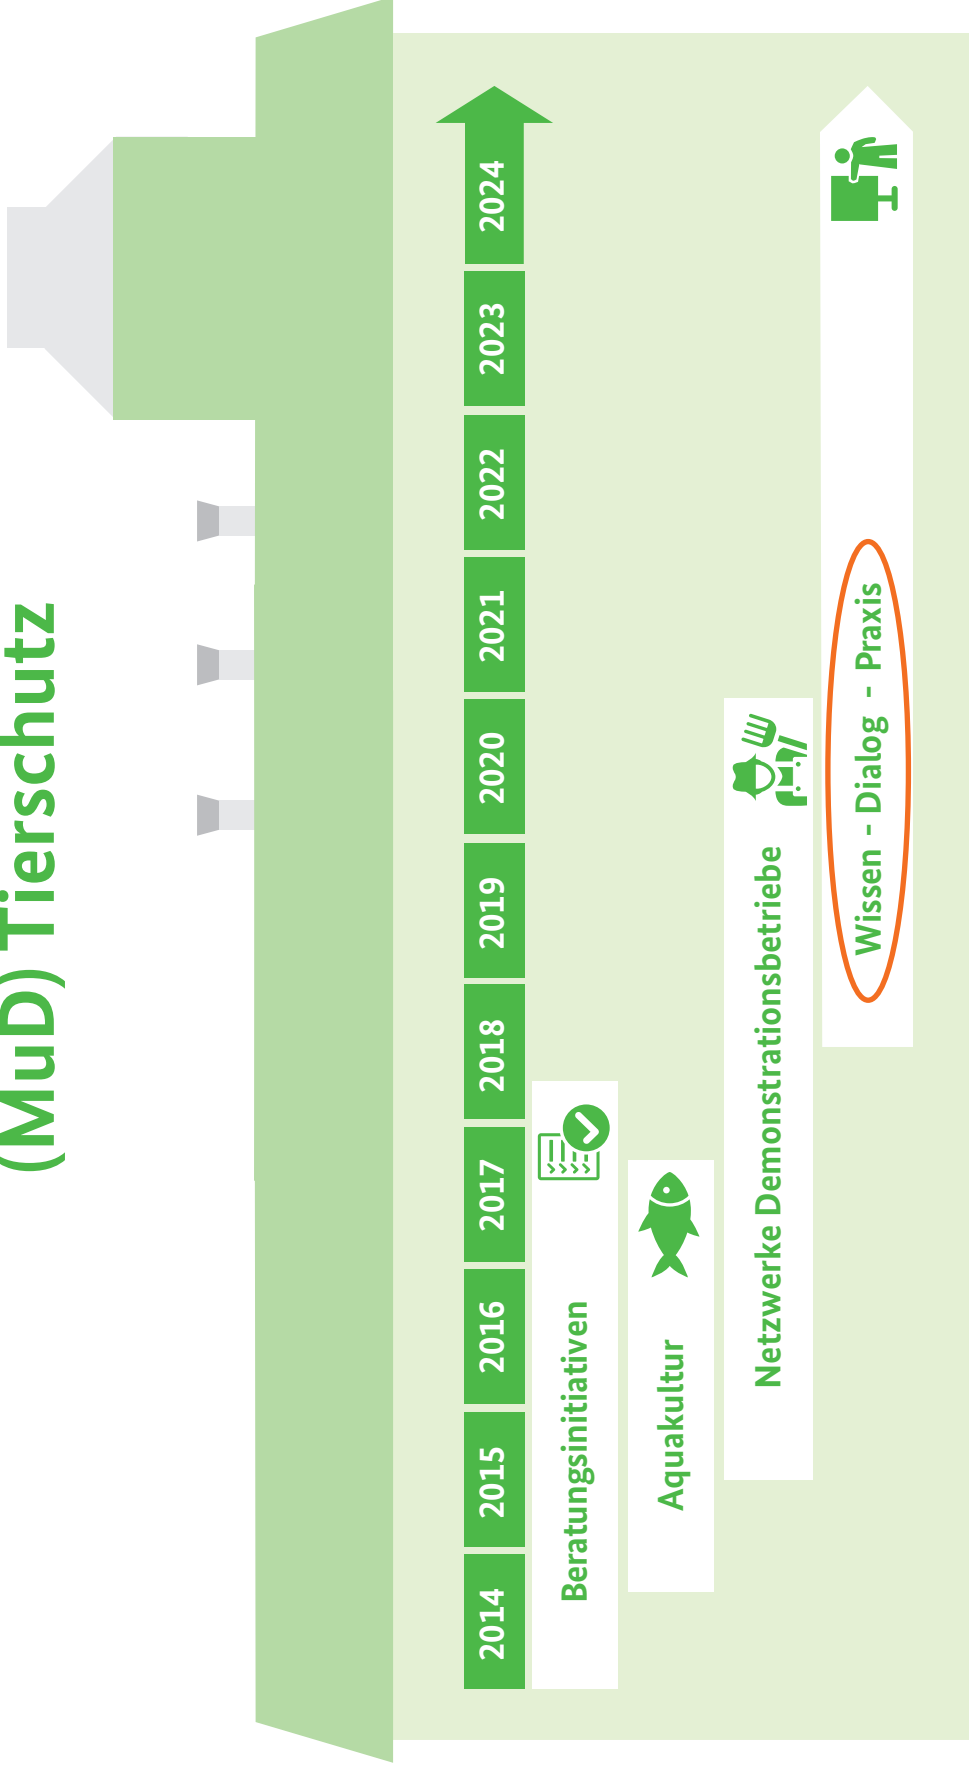 (MuD) Tierschutz
2014 2015 2016 2017 2018 2019 2020 2021 2022 2023 2024
Beratungsinitiativen
Aquakultur
Netzwerke Demonstrationsbetriebe
Wissen - Dialog - Praxis